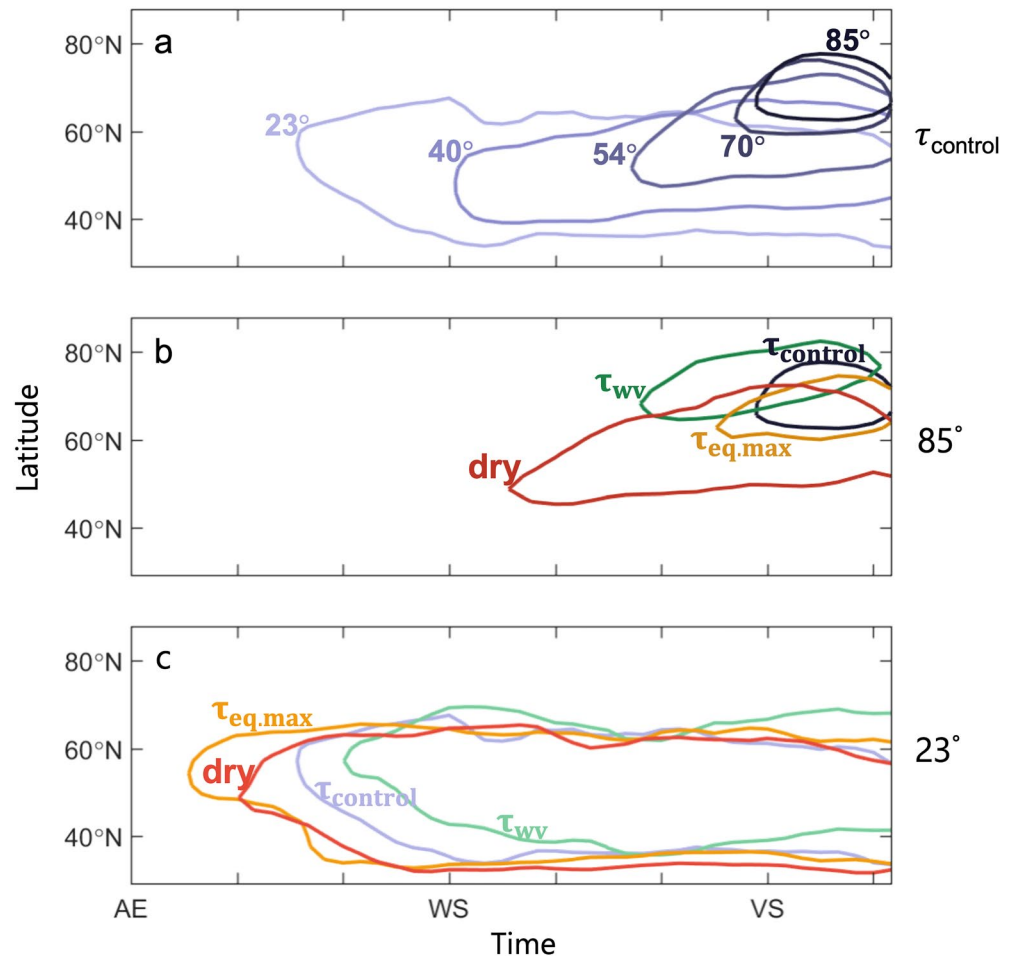 a
80°N
60°N
40°N
85°
23°
40°
54°
70°
τcontrol
b
80°N
60°N
40°N
τcontrol
τwv
τeq.max
dry
85°
Latitude
c
80°N
60°N
40°N
τeq.max
dry
τcontrol
τwv
23°
AE
WS
VS
Time